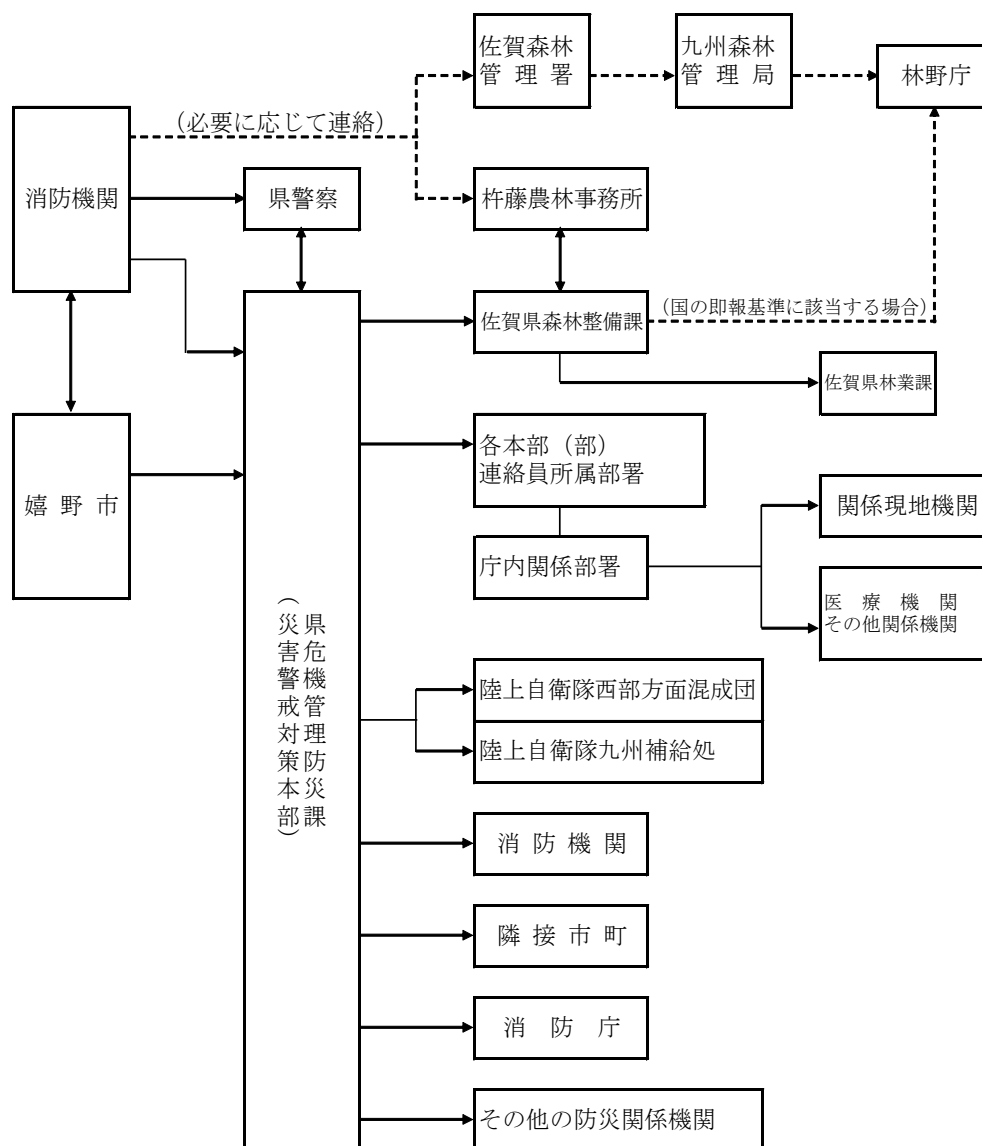 佐賀森林
管理署
九州森林
管理局
林野庁
(必要に応じて連絡)
消防機関
県警察
杵藤農林事務所
佐賀県森林整備課
(国の即報基準に該当する場合)
佐賀県林業課
嬉野市
各本部(部)
連絡員所属部署
関係現地機関
庁内関係部署
医療機関
その他関係機関
県危機管理防災課
(災害警戒対策本部)
陸上自衛隊西部方面混成団
陸上自衛隊九州補給処
消防機関
隣接市町
消防庁
その他の防災関係機関